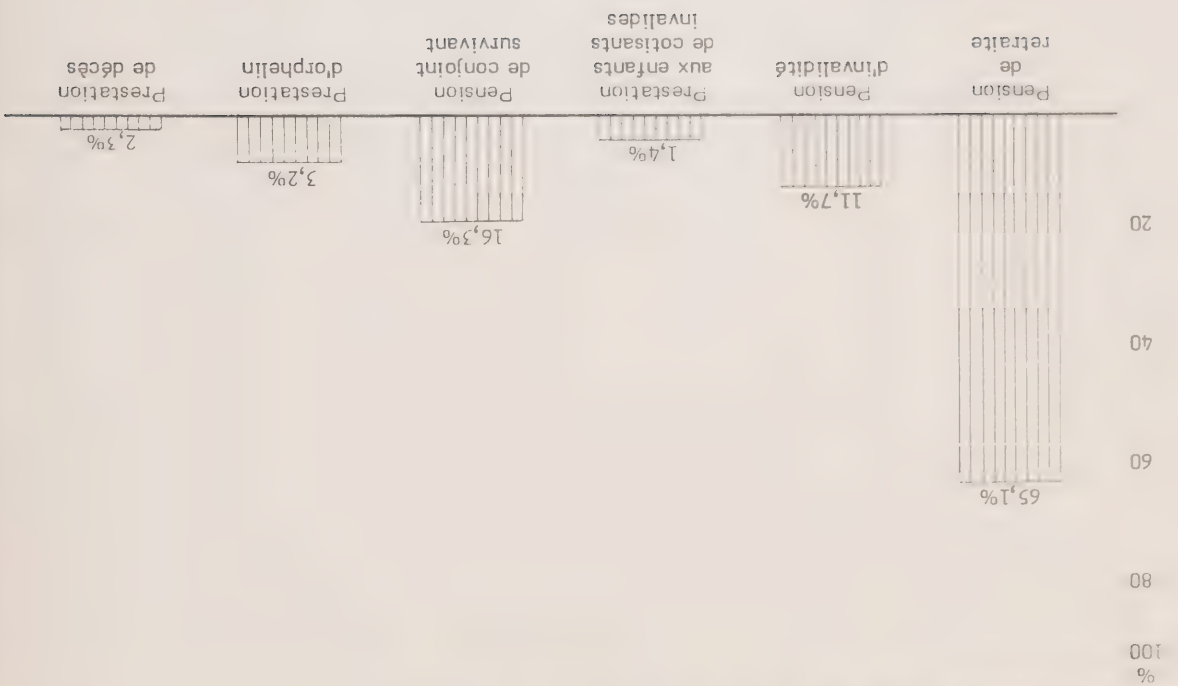 %
100
80
60
40
20
65,1%
11,7%
1,4%
16,3%
3,2%
2,3%
Pension
de
retraite
Pension
d'invalidité
Prestation
aux enfants
de cotisants
invalides
Pension
de conjoint
survivant
Prestation
d'orphelin
Prestation
de décès